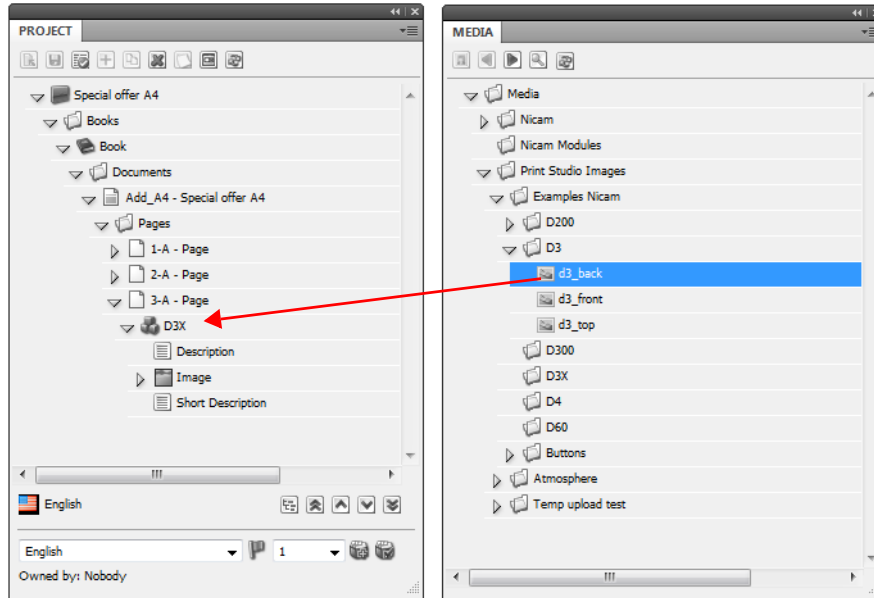 PROJECT
Special offer A4
Books
Book
Documents
Add_A4 - Special offer A4
Pages
1-A - Page
2-A - Page
3-A - Page
D3X
Description
Image
Short Description
English
English
1
Owned by: Nobody
MEDIA
Media
Nicam
Nicam Modules
Print Studio Images
Examples Nicam
D200
D3
d3_back
d3_front
d3_top
D300
D3X
D4
D60
Buttons
Atmosphere
Temp upload test